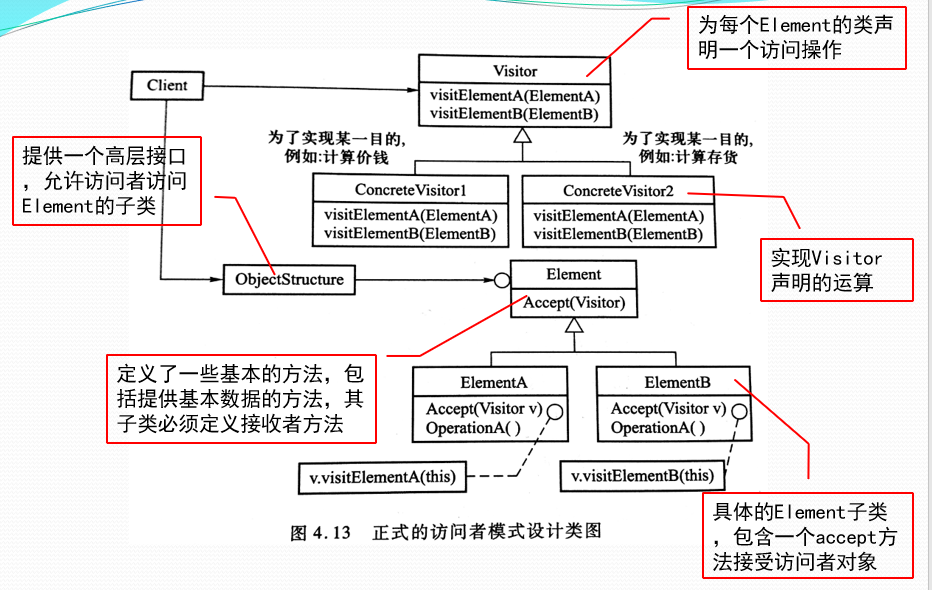 为每个Element的类声
明一个访问操作
Client
Visitor
visitElementA(ElementA)
visitElementB(ElementB)
为了实现某一目的,
例如:计算价钱
为了实现某一目的,
例如:计算存货
提供一个高层接口
，允许访问者访问
Element的子类
ConcreteVisitor1
visitElementA(ElementA)
visitElementB(ElementB)
ConcreteVisitor2
visitElementA(ElementA)
visitElementB(ElementB)
实现Visitor
声明的运算
ObjectStructure
Element
Accept(Visitor)
定义了一些基本的方法，包
括提供基本数据的方法，其
子类必须定义接收者方法
ElementA
Accept(Visitor v)
OperationA( )
ElementB
Accept(Visitor v)
OperationA( )
v.visitElementA(this)
v.visitElementB(this)
具体的Element子类
，包含一个accept方
法接受访问者对象
图 4.13 正式的访问者模式设计类图